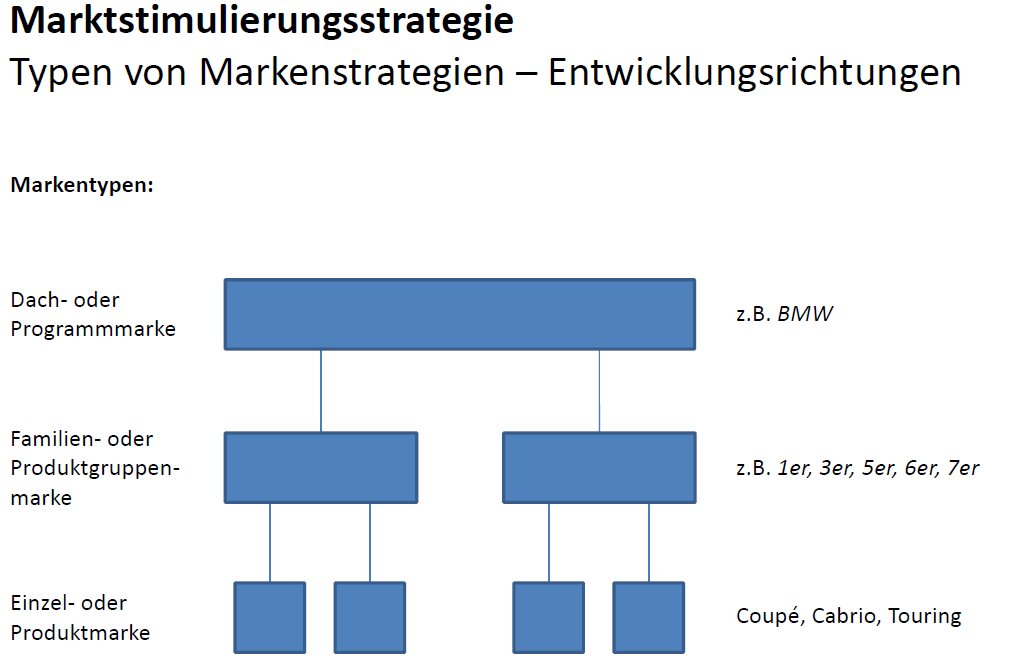 Marktstimulierungsstrategie
Typen von Markenstrategien – Entwicklungsrichtungen
Markentypen:
Dach- oder
Programmmarke
z.B. BMW
Familien- oder
Produktgruppen-
marke
z.B. 1er, 3er, 5er, 6er, 7er
Einzel- oder
Produktmarke
Coupé, Cabrio, Touring